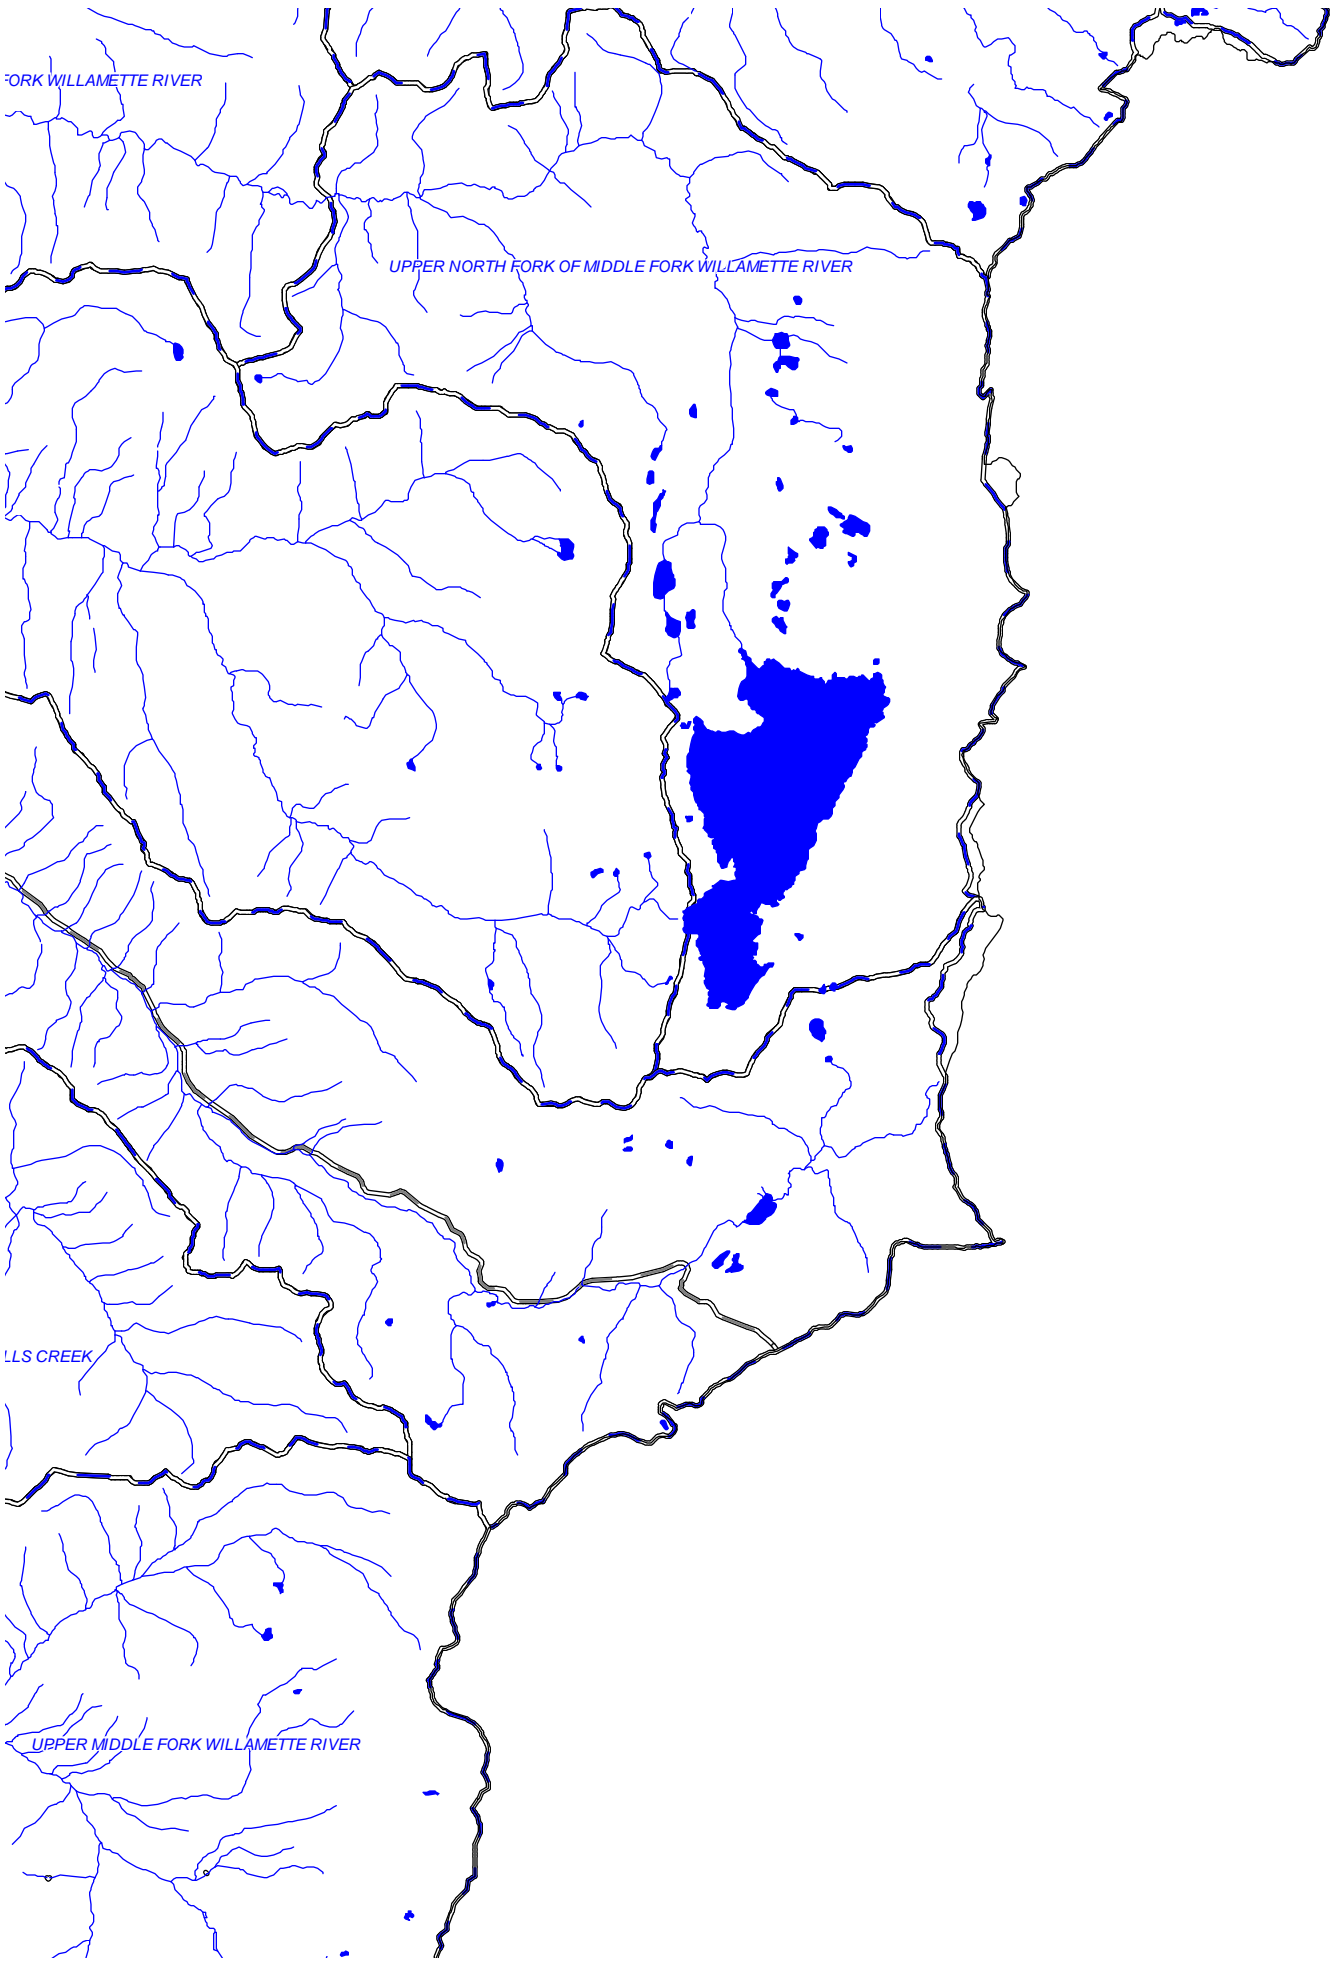 FORK WILLAMETTE RIVER
UPPER NORTH FORK OF MIDDLE FORK WILLAMETTE RIVER
LLS CREEK
UPPER MIDDLE FORK WILLAMETTE RIVER